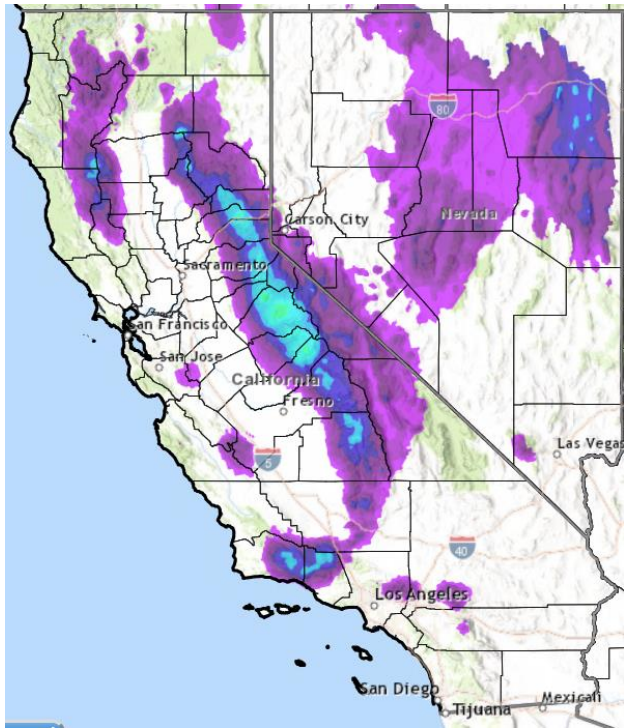 80
Carson City
Nevada
Sacramento
San Francisco
San Jose
California
Fresno
Las Vegas
5
40
Los Angeles
San Diego
Tijuana
Mexicali